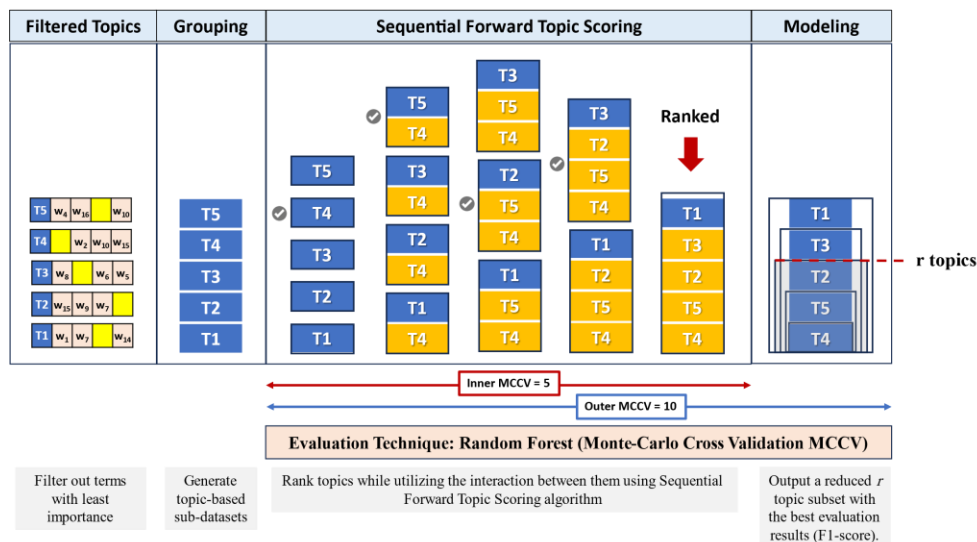 Filtered Topics
Grouping
Sequential Forward Topic Scoring
Modeling
T5 w4 w16 w10
T4 w2 w10 w15
T3 w8 w6 w5
T2 w15 w9 w7
T1 w1 w7 w14
T5
T4
T3
T2
T1
T5
T4
T3
T2
T1
T5
T4
T3
T4
T2
T4
T1
T4
T3
T5
T4
T2
T5
T4
T1
T5
T4
T3
T2
T5
T4
T1
T2
T5
T4
Ranked
T1
T3
T2
T5
T4
T1
T3
T2
T5
T4
r topics
Inner MCCV = 5
Outer MCCV = 10
Evaluation Technique: Random Forest (Monte-Carlo Cross Validation MCCV)
Filter out terms
with least
importance
Generate
topic-based
sub-datasets
Rank topics while utilizing the interaction between them using Sequential
Forward Topic Scoring algorithm
Output a reduced r
topic subset with
the best evaluation
results (F1-score).